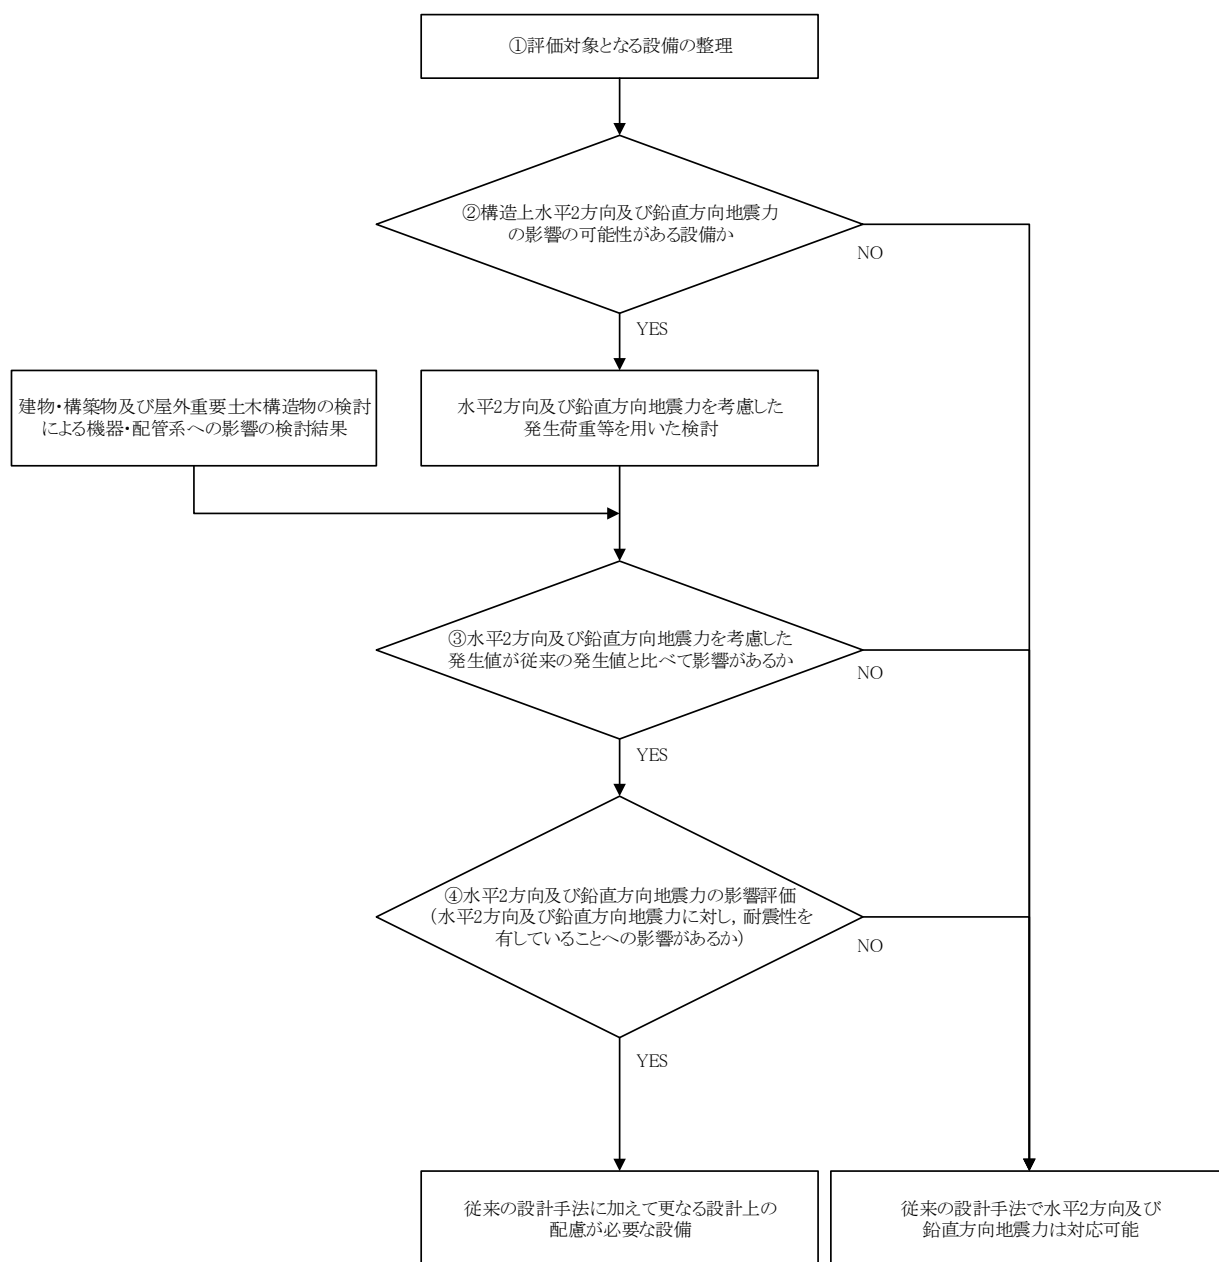 ①評価対象となる設備の整理
②構造上水平2方向及び鉛直方向地震力
の影響の可能性がある設備か
NO
YES
建物・構築物及び屋外重要土木構造物の検討
による機器・配管系への影響の検討結果
水平2方向及び鉛直方向地震力を考慮した
発生荷重等を用いた検討
③水平2方向及び鉛直方向地震力を考慮した
発生値が従来の発生値と比べて影響があるか
NO
YES
④水平2方向及び鉛直方向地震力の影響評価
（水平2方向及び鉛直方向地震力に対し，耐震性を
有していることへの影響があるか）
NO
YES
従来の設計手法に加えて更なる設計上の
配慮が必要な設備
従来の設計手法で水平2方向及び
鉛直方向地震力は対応可能